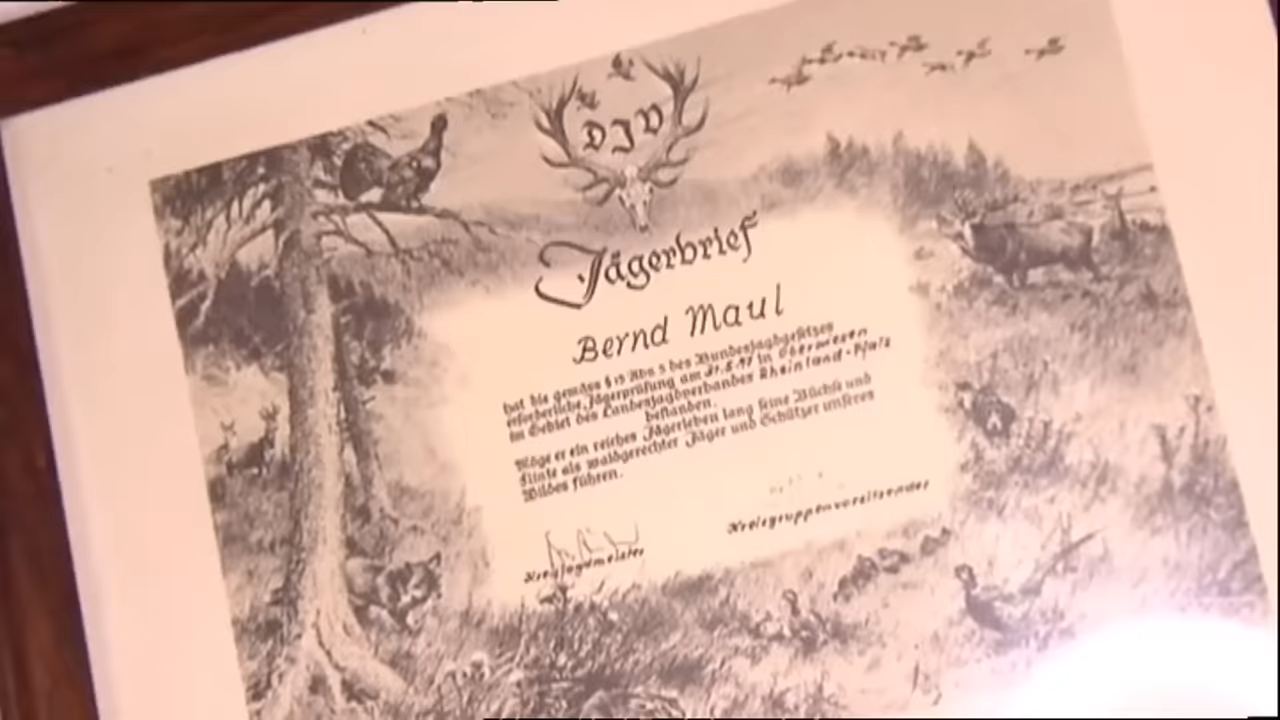 DJV
Jägerbrief
Bernd Maul
hat die gemäss § 15 Abs 5 des Bundesjagdgesetzes
erforderliche Jägerprüfung am in Oberwiesen
im Gebiet des Landesjagdverbandes Rheinland-Pfalz
bestanden.
Möge er ein reiches Jägerleben lang seine Büchse und
Flinte als waidgerechter Jäger und Schützer unseres
Wildes führen.
Kreisjagdmeister
Kreisgruppenvorsitzender